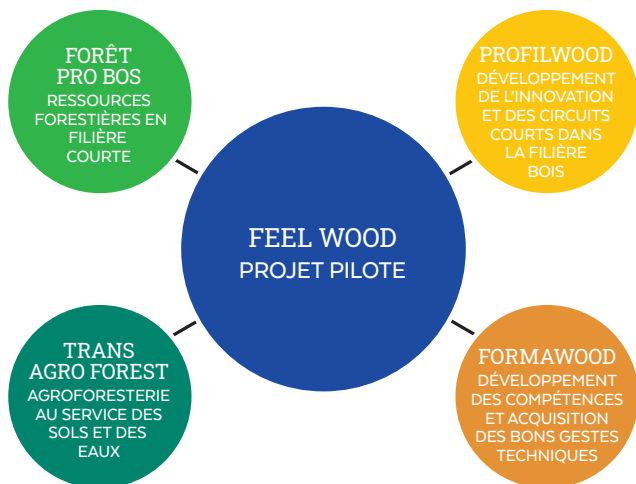 FORÊT
PRO BOS
RESSOURCES
FORESTIÈRES EN
FILIÈRE
COURTE
PROFILWOOD
DÉVELOPPEMENT
DE L'INNOVATION
ET DES CIRCUITS
COURTS DANS
LA FILIÈRE
BOIS
FEEL WOOD
PROJET PILOTE
TRANS
AGRO FOREST
AGROFORESTERIE
AU SERVICE DES
SOLS ET DES
EAUX
FORMAWOOD
DÉVELOPPEMENT
DES COMPÉTENCES
ET ACQUISITION
DES BONS GESTES
TECHNIQUES